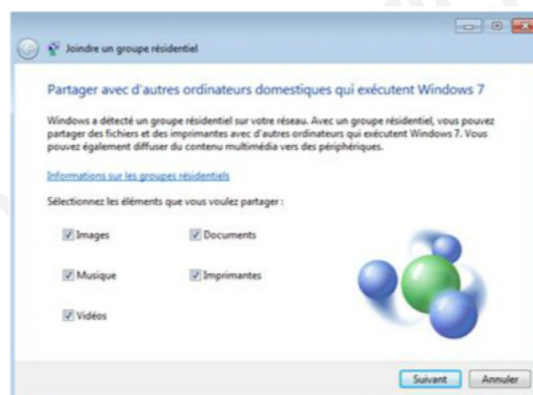 Joindre un groupe résidentiel
Partager avec d'autres ordinateurs domestiques qui exécutent Windows 7
Windows a détecté un groupe résidentiel sur votre réseau. Avec un groupe résidentiel, vous pouvez
partager des fichiers et des imprimantes avec d'autres ordinateurs qui exécutent Windows 7. Vous
pouvez également diffuser du contenu multimédia vers des périphériques.
Informations sur les groupes résidentiels
Sélectionnez les éléments que vous voulez partager :
Images Documents
Musique Imprimantes
Vidéos
Suivant Annuler